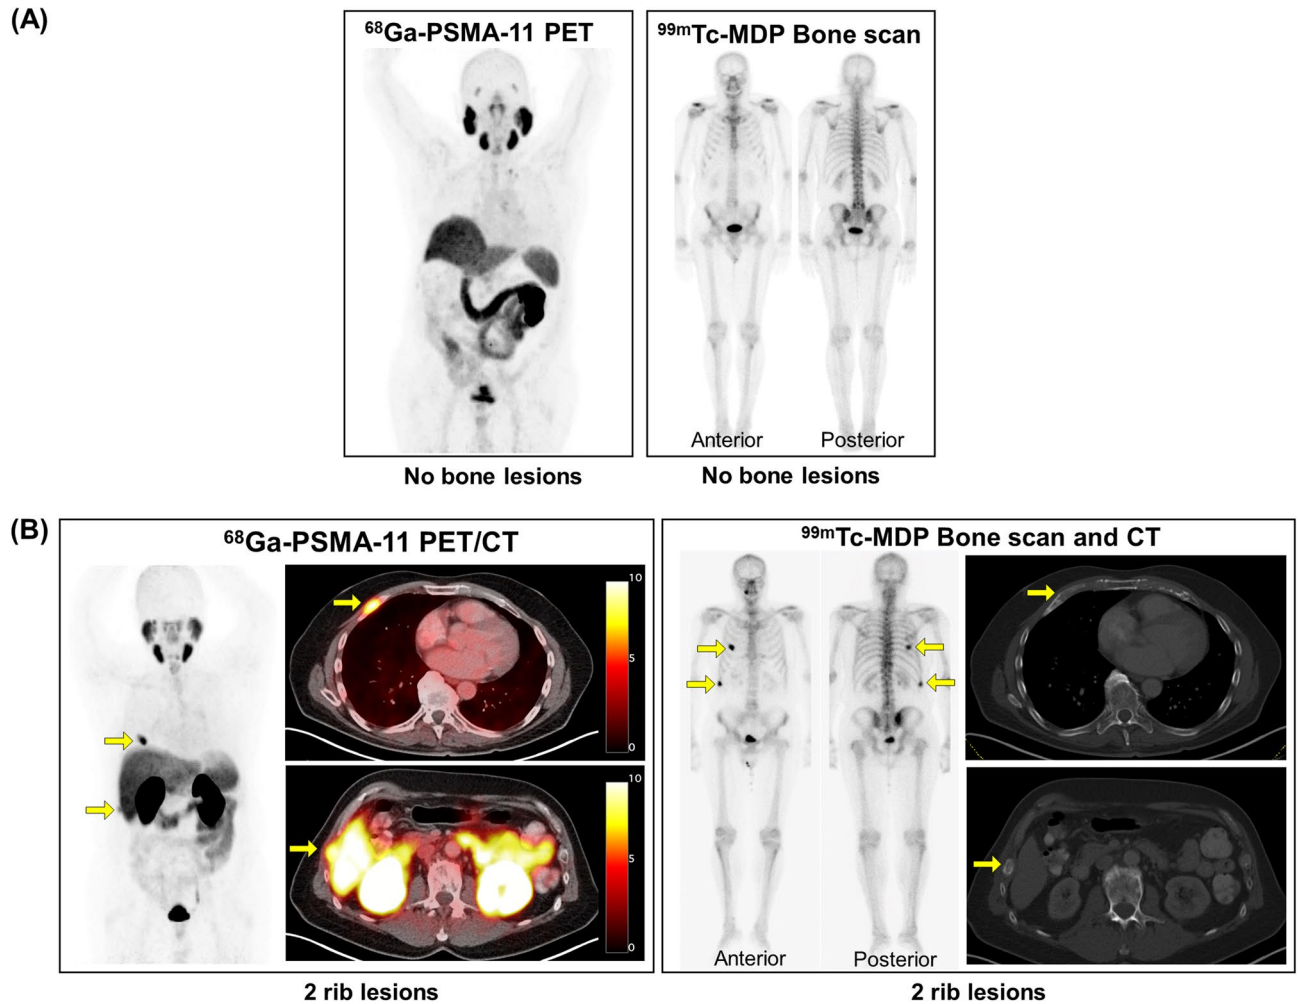 (A)
⁶⁸Ga-PSMA-11 PET
⁹⁹ᵐTc-MDP Bone scan
Anterior
Posterior
No bone lesions
No bone lesions
(B)
⁶⁸Ga-PSMA-11 PET/CT
10
5
0
10
5
0
⁹⁹ᵐTc-MDP Bone scan and CT
Anterior
Posterior
2 rib lesions
2 rib lesions